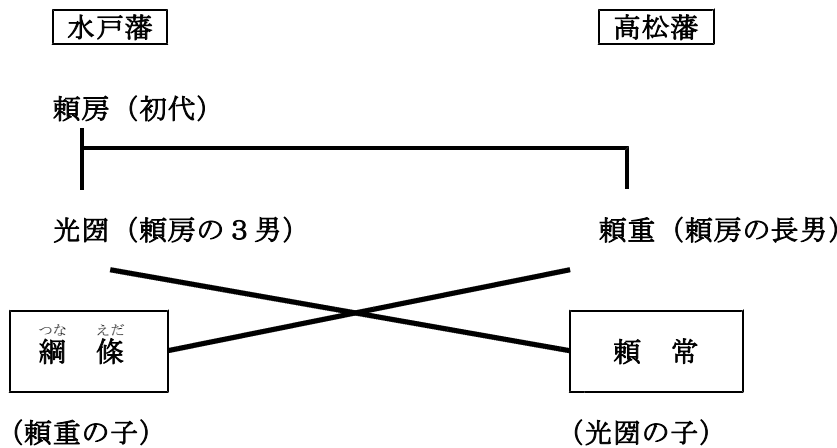 水戸藩 高松藩
頼房（初代）
光圀（頼房の３男） 頼重（頼房の長男）
つな えだ
綱 條 頼 常
（頼重の子） （光圀の子）